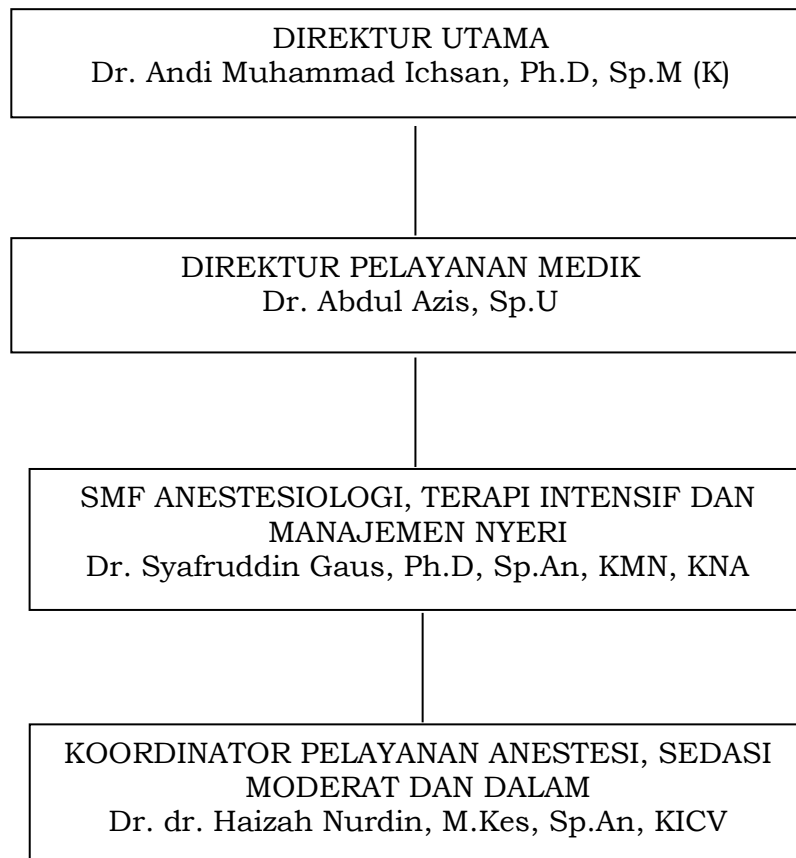 DIREKTUR UTAMA
Dr. Andi Muhammad Ichsan, Ph.D, Sp.M (K)
DIREKTUR PELAYANAN MEDIK
Dr. Abdul Azis, Sp.U
SMF ANESTESIOLOGI, TERAPI INTENSIF DAN
MANAJEMEN NYERI
Dr. Syafruddin Gaus, Ph.D, Sp.An, KMN, KNA
KOORDINATOR PELAYANAN ANESTESI, SEDASI
MODERAT DAN DALAM
Dr. dr. Haizah Nurdin, M.Kes, Sp.An, KICV